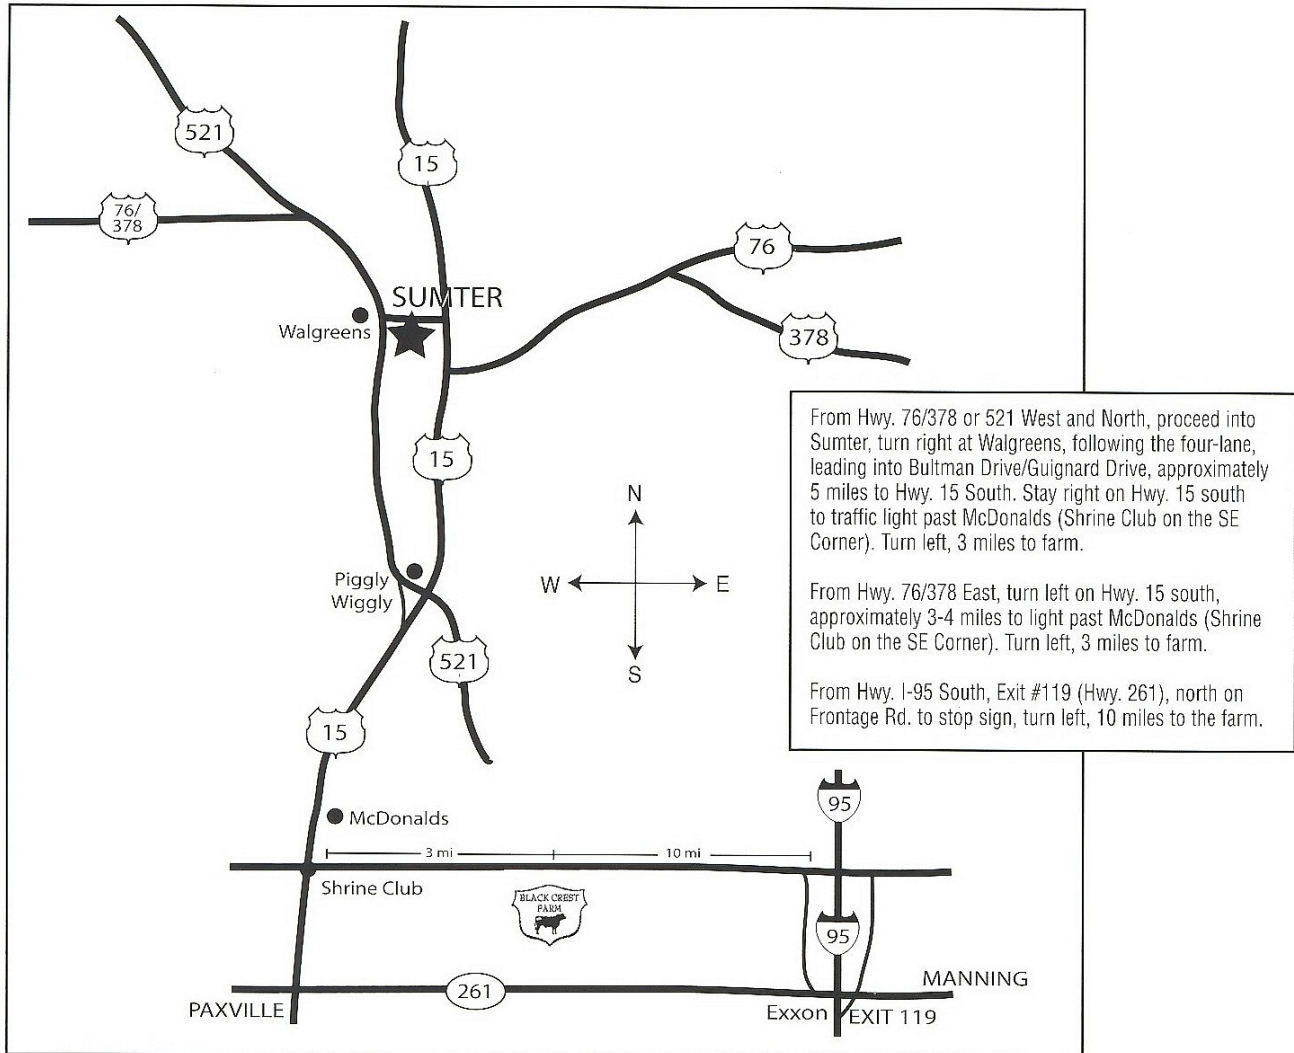 521
15
76/
378
76
SUMTER
Walgreens
378
From Hwy. 76/378 or 521 West and North, proceed into
Sumter, turn right at Walgreens, following the four-lane,
leading into Bultman Drive/Guignard Drive, approximately
5 miles to Hwy. 15 South. Stay right on Hwy. 15 south
to traffic light past McDonalds (Shrine Club on the SE
Corner). Turn left, 3 miles to farm.
From Hwy. 76/378 East, turn left on Hwy. 15 south,
approximately 3-4 miles to light past McDonalds (Shrine
Club on the SE Corner). Turn left, 3 miles to farm.
From Hwy. I-95 South, Exit #119 (Hwy. 261), north on
Frontage Rd. to stop sign, turn left, 10 miles to the farm.
15
N
W E
S
Piggly
Wiggly
521
15
McDonalds
95
3 mi
10 mi
Shrine Club
BLACK CREST
FARM
95
MANNING
261
PAXVILLE
Exxon
EXIT 119